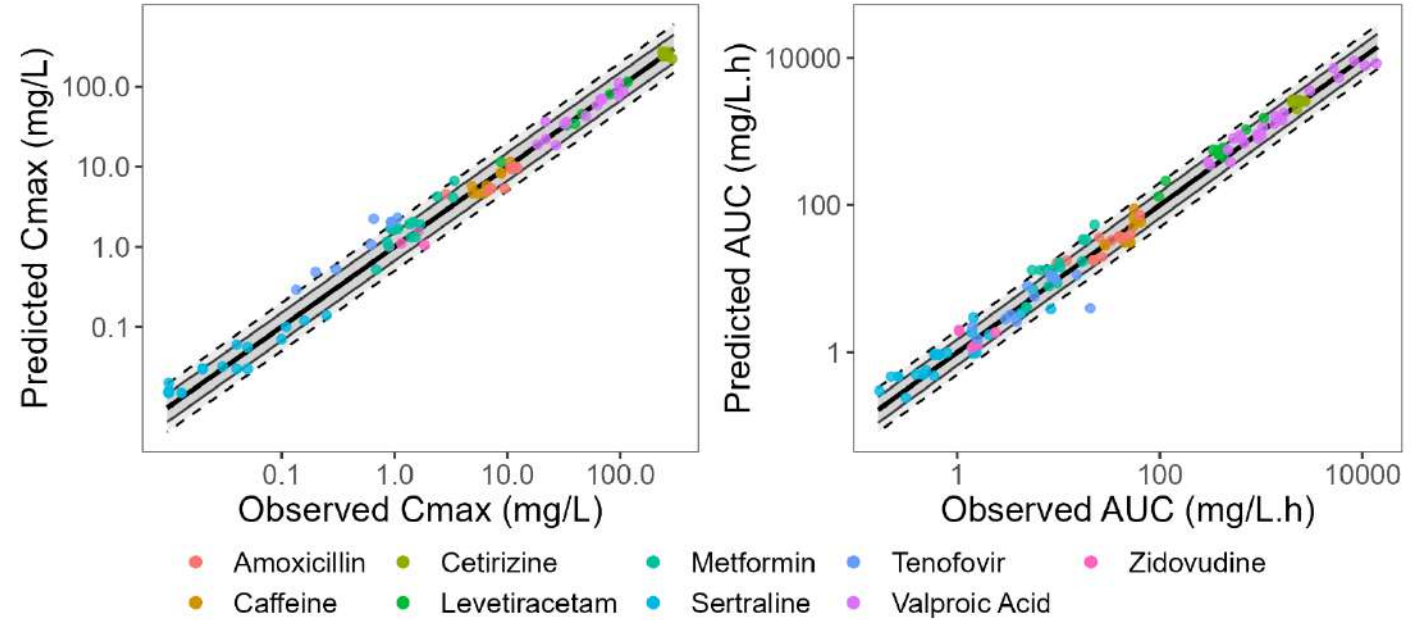 Predicted Cmax (mg/L)
100.0
10.0
1.0
0.1
0.1 1.0 10.0 100.0
Observed Cmax (mg/L)
Predicted AUC (mg/L.h)
10000
100
1
1 100 10000
Observed AUC (mg/L.h)
Amoxicillin Cetirizine Metformin Tenofovir Zidovudine
Caffeine Levetiracetam Sertraline Valproic Acid